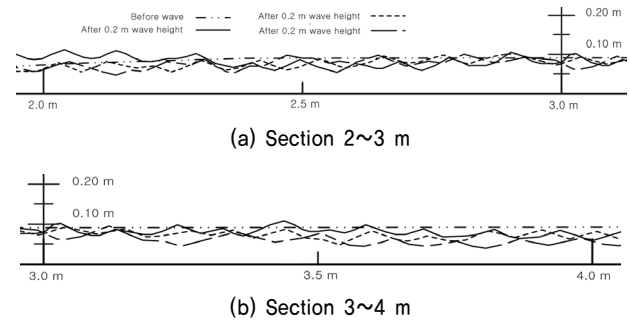 Before wave
After 0.2 m wave height
After 0.2 m wave height
After 0.2 m wave height
0.20 m
0.10 m
2.0 m
2.5 m
3.0 m
(a) Section 2~3 m
0.20 m
0.10 m
3.0 m
3.5 m
4.0 m
(b) Section 3~4 m